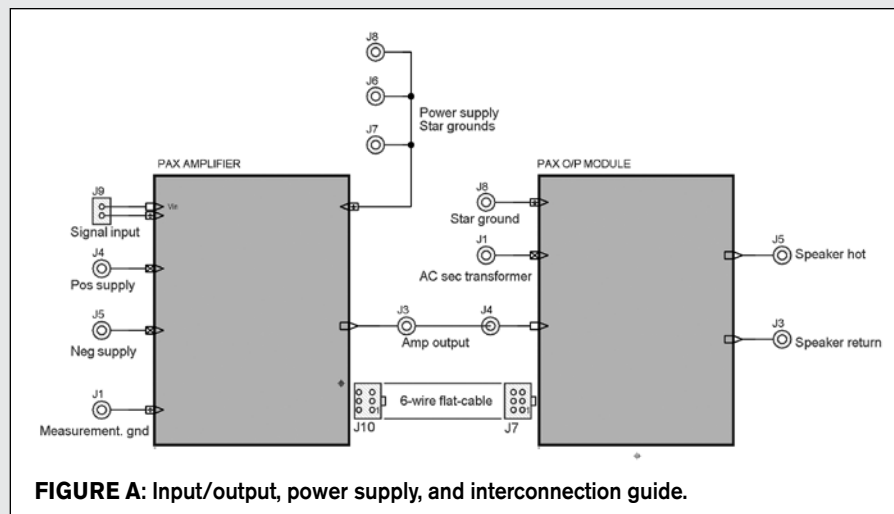 J8
J6
Power supply
Star grounds
J7
PAX AMPLIFIER
PAX O/P MODULE
J9
Vin
Signal input
J8
Star ground
J4
Pos supply
J1
AC sec transformer
J5
Speaker hot
J5
Neg supply
J3
J4
Amp output
J3
Speaker return
J1
Measurement. gnd
1
J10
6-wire flat-cable
1
J7
FIGURE A: Input/output, power supply, and interconnection guide.